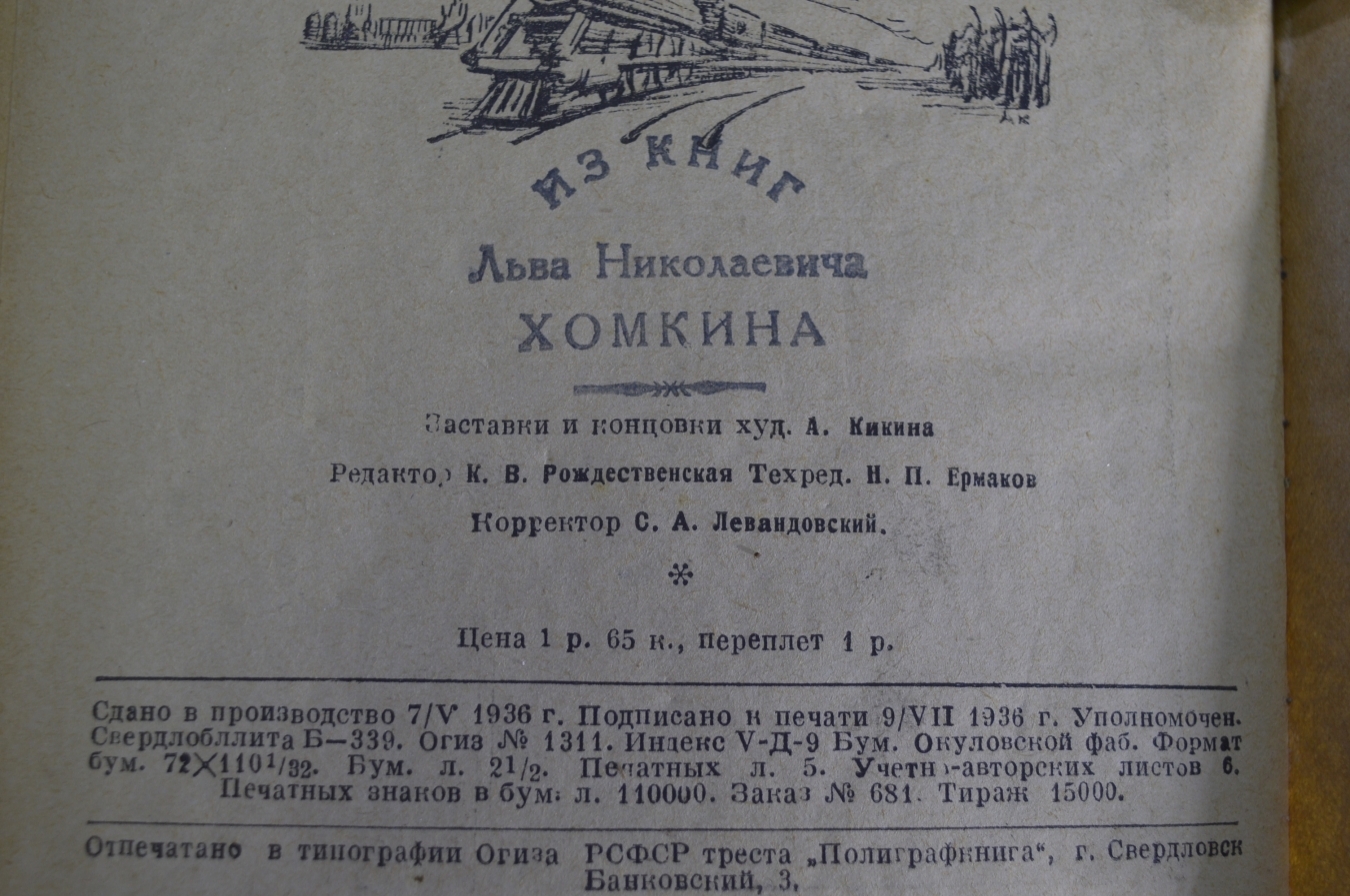 АК
ИЗ КНИГ
Льва Николаевича
ХОМКИНА
Заставки и концовки худ. А. Кикина
Редактор К. В. Рождественская Техред. Н. П. Ермаков
Корректор С. А. Левандовский.
Цена 1 р. 65 к., переплет 1 р.
Сдано в производство 7/V 1936 г. Подписано к печати 9/VII 1936 г. Уполномочен.
Свердлобллита Б—339. Огиз № 1311. Индекс V-Д-9 Бум. Окуловской фаб. Формат
бум. 72×110¹/32. Бум. л. 2¹/2. Печатных л. 5. Учетно-авторских листов 6.
Печатных знаков в бум. л. 110000. Заказ № 681. Тираж 15000.
Отпечатано в типографии Огиза РСФСР треста „Полиграфкнига“, г. Свердловск
Банковский, 3.